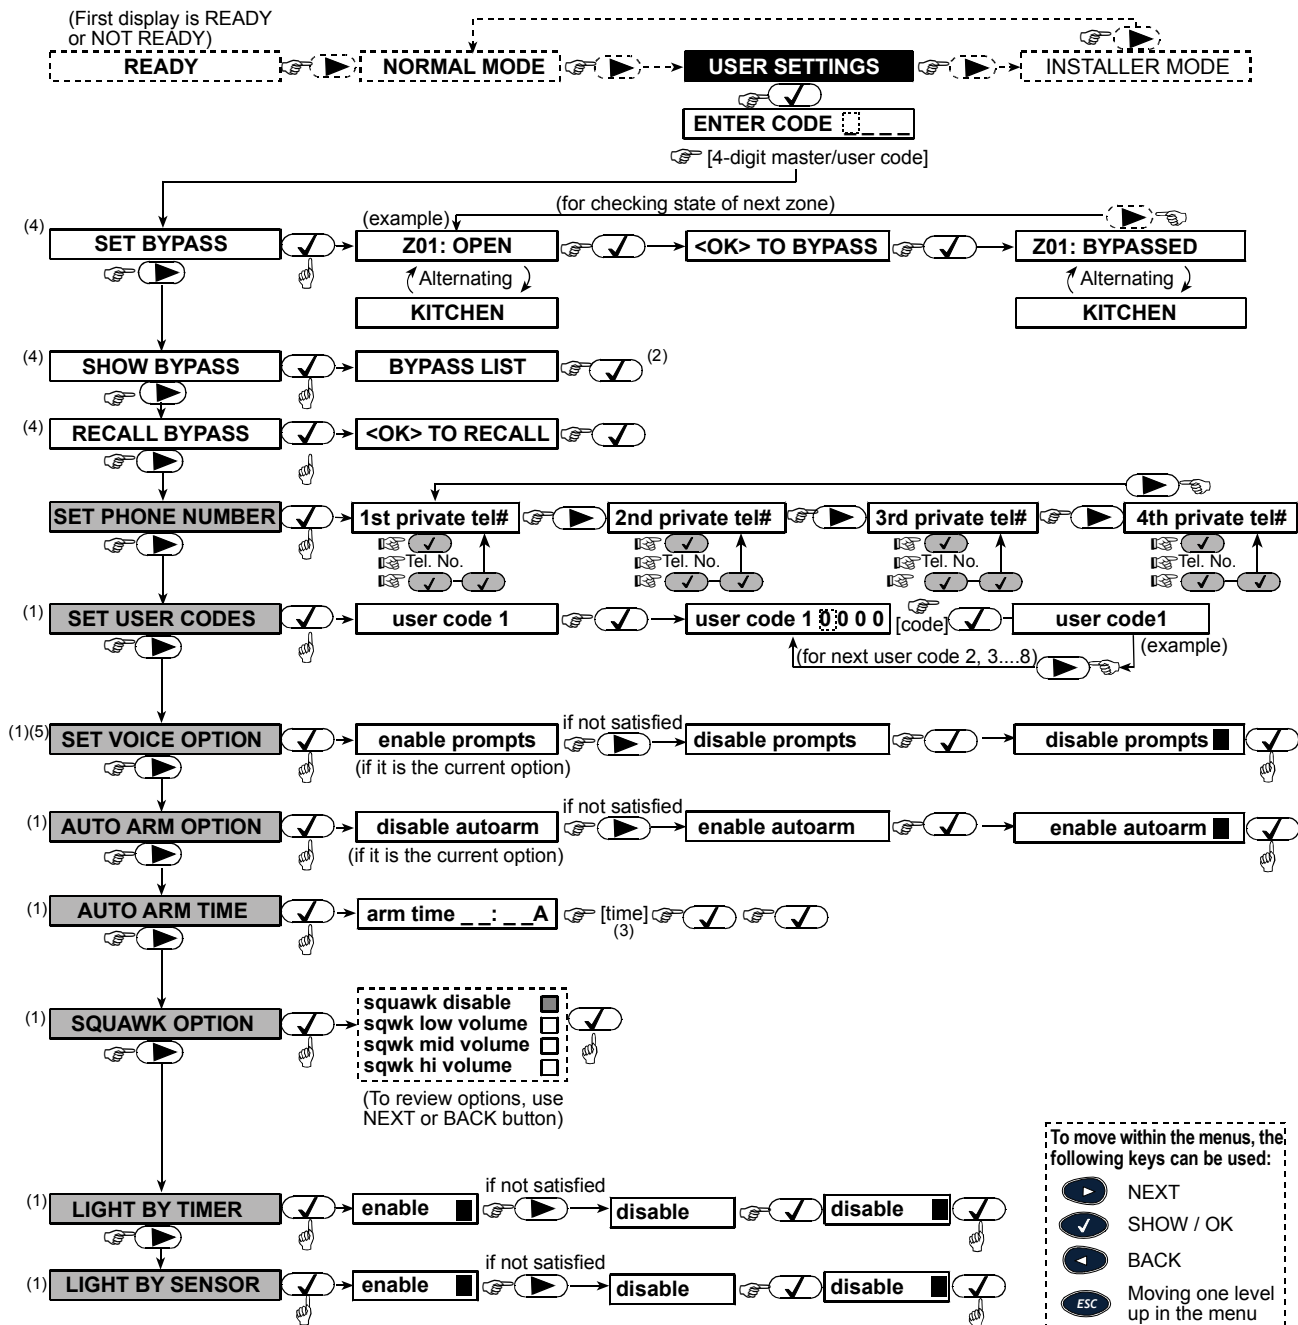 (First display is READY
or NOT READY)
READY
NORMAL MODE
USER SETTINGS
INSTALLER MODE
ENTER CODE _ _ _ _
[4-digit master/user code]
(for checking state of next zone)
(example)
(4) SET BYPASS
Z01: OPEN
<OK> TO BYPASS
Z01: BYPASSED
Alternating
Alternating
KITCHEN
KITCHEN
(4) SHOW BYPASS
BYPASS LIST
(2)
(4) RECALL BYPASS
<OK> TO RECALL
SET PHONE NUMBER
1st private tel#
2nd private tel#
3rd private tel#
4th private tel#
Tel. No.
Tel. No.
Tel. No.
Tel. No.
(1) SET USER CODES
user code 1
user code 1 0 0 0 0
[code]
user code1
(example)
(for next user code 2, 3....8)
(1)(5) SET VOICE OPTION
enable prompts
(if it is the current option)
if not satisfied
disable prompts
disable prompts
(1) AUTO ARM OPTION
disable autoarm
(if it is the current option)
if not satisfied
enable autoarm
enable autoarm
(1) AUTO ARM TIME
arm time _ _: _ _A
[time]
(3)
(1) SQUAWK OPTION
squawk disable
sqwk low volume
sqwk mid volume
sqwk hi volume
(To review options, use
NEXT or BACK button)
(1) LIGHT BY TIMER
enable
if not satisfied
disable
disable
(1) LIGHT BY SENSOR
enable
if not satisfied
disable
disable
To move within the menus, the
following keys can be used:
NEXT
SHOW / OK
BACK
ESC
Moving one level
up in the menu